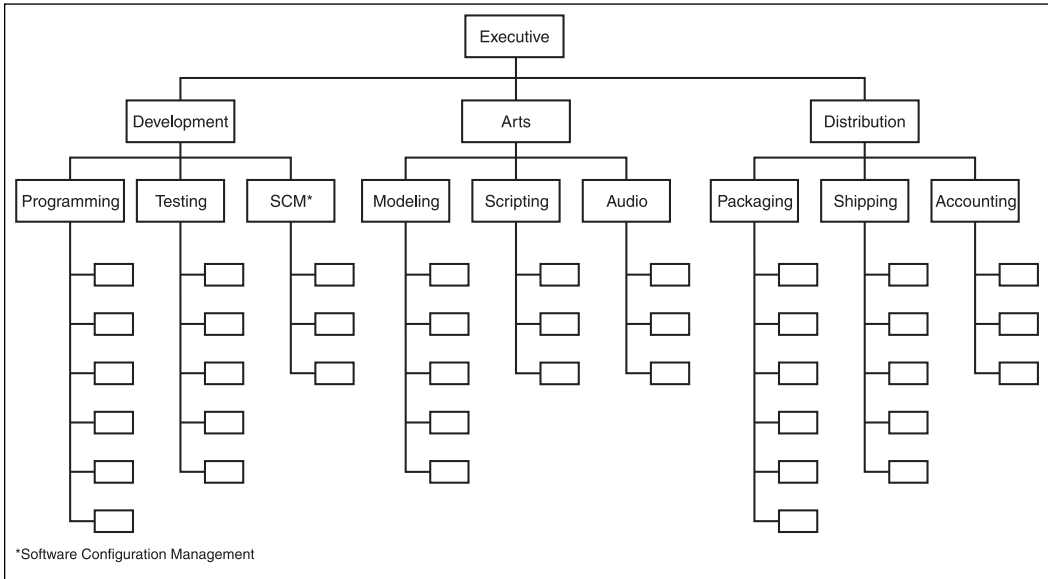 Executive
Development
Arts
Distribution
Programming
Testing
SCM*
Modeling
Scripting
Audio
Packaging
Shipping
Accounting
*Software Configuration Management